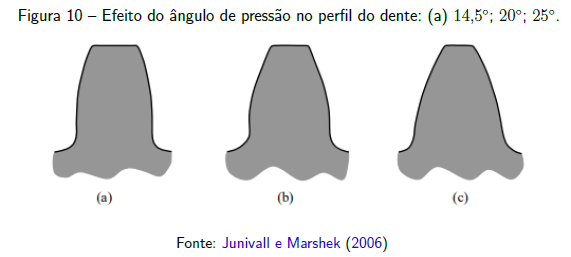 Figura 10 – Efeito do ângulo de pressão no perfil do dente: (a) 14,5°; 20°; 25°.
(a) (b) (c)
Fonte: Junivall e Marshek (2006)